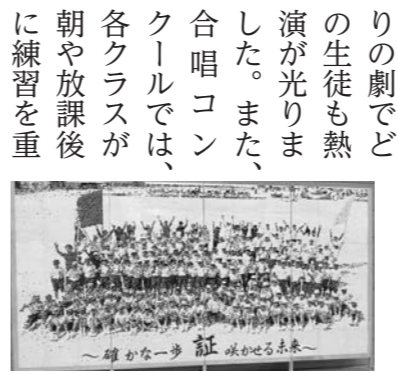 りの劇でど
の生徒も熱
演が光りま
した。また、
合唱コン
クールでは、
各クラスが
朝や放課後
に練習を重
～確かな一歩 証 咲かせる未来～